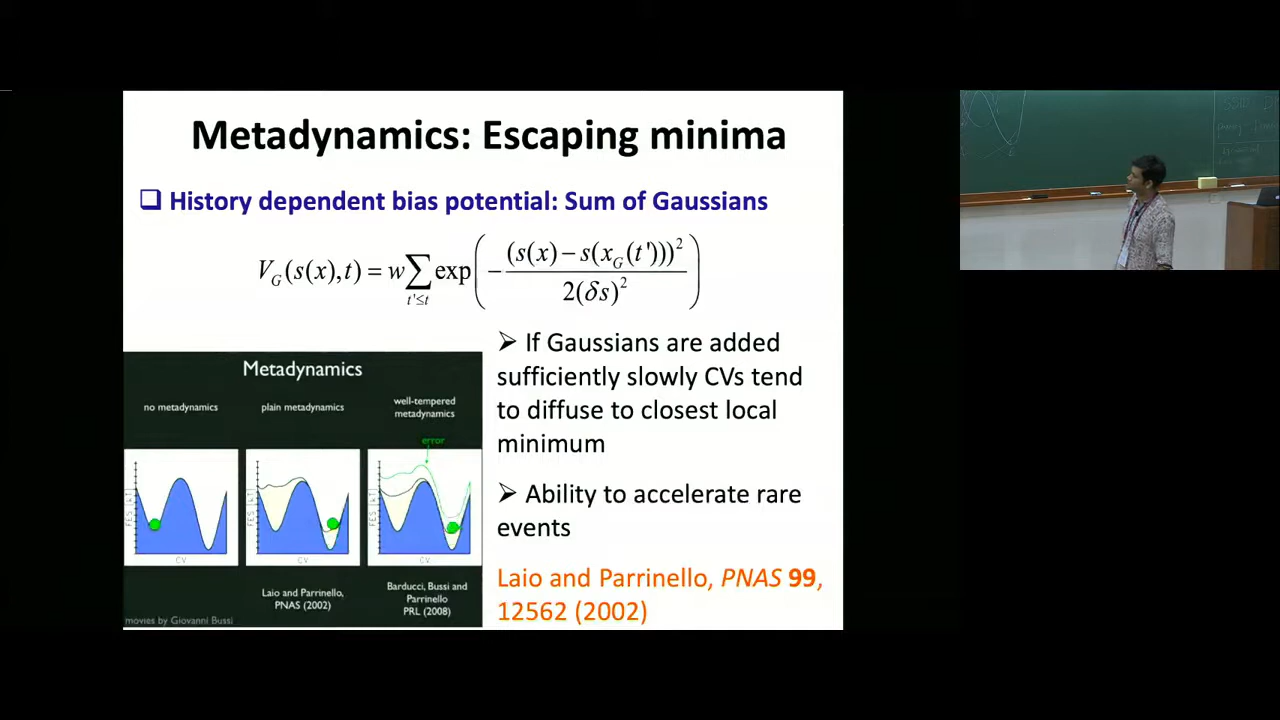 Metadynamics: Escaping minima
❑ History dependent bias potential: Sum of Gaussians
V_G(s(x),t) = w∑_{t'≤t} exp(−(s(x)−s(x_G(t')))² / 2(δs)²)
➢ If Gaussians are added
sufficiently slowly CVs tend
to diffuse to closest local
minimum
➢ Ability to accelerate rare
events
Laio and Parrinello, PNAS 99,
12562 (2002)
Metadynamics
no metadynamics
plain metadynamics
well-tempered
metadynamics
error
CV
CV
CV
Laio and Parrinello,
PNAS (2002)
Barducci, Bussi and
Parrinello
PRL (2008)
movies by Giovanni Bussi